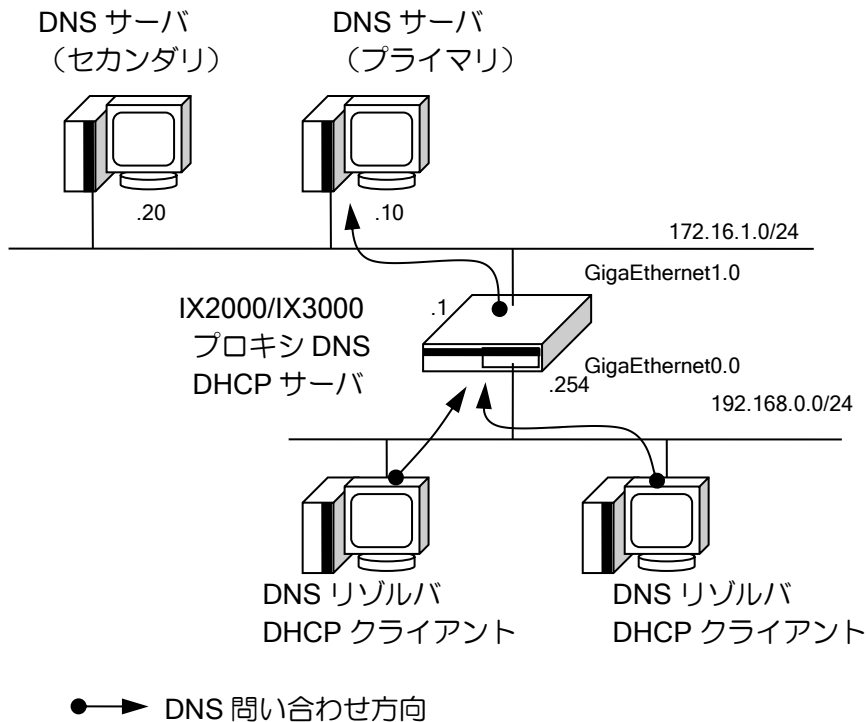 DNS サーバ
（セカンダリ）
DNS サーバ
（プライマリ）
.20
.10
172.16.1.0/24
GigaEthernet1.0
IX2000/IX3000
プロキシ DNS
DHCP サーバ
.1
GigaEthernet0.0
.254
192.168.0.0/24
DNS リゾルバ
DHCP クライアント
DNS リゾルバ
DHCP クライアント
DNS 問い合わせ方向